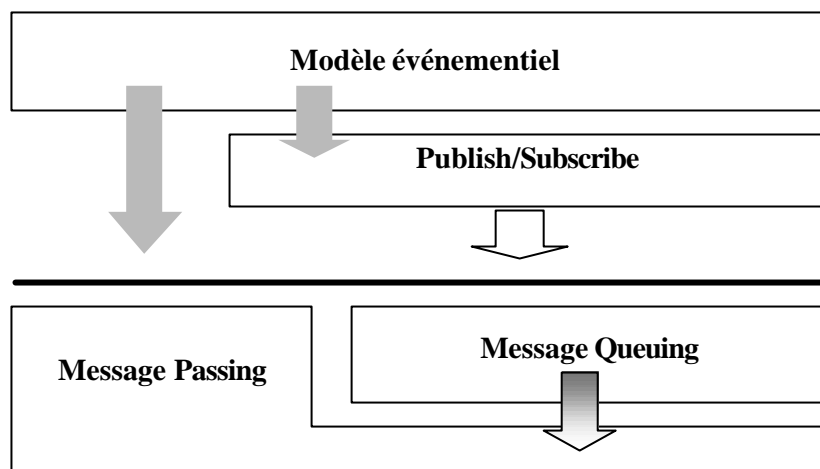 Modèle événementiel
Publish/Subscribe
Message Queuing
Message Passing